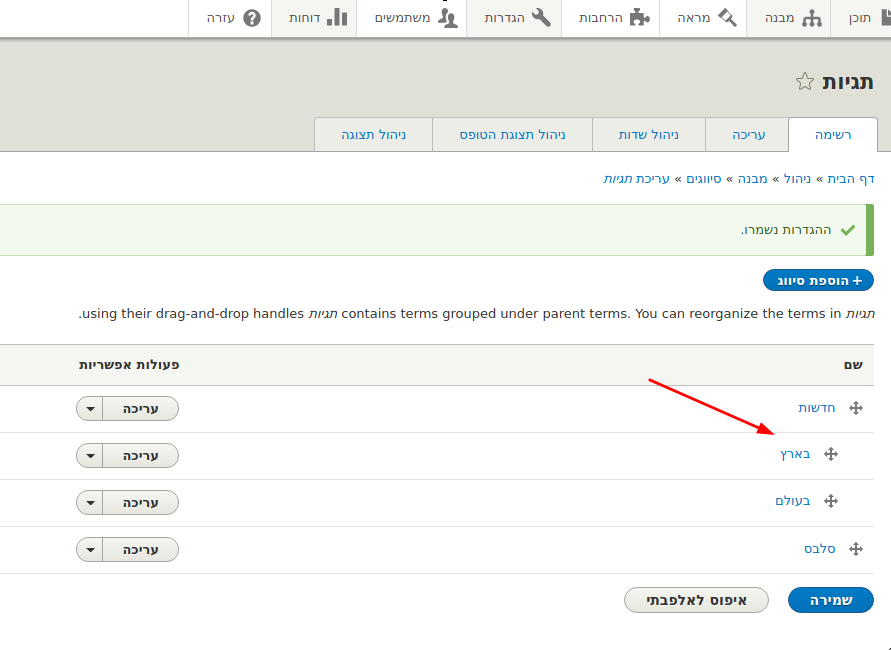 תוכן מבנה מראה הרחבות הגדרות משתמשים דוחות עזרה
תגיות
רשימה עריכה ניהול שדות ניהול תצוגת הטופס ניהול תצוגה
דף הבית » ניהול » מבנה » סיווגים » עריכת תגיות
ההגדרות נשמרו.
+ הוספת סיווג
תגיות contains terms grouped under parent terms. You can reorganize the terms in תגיות using their drag-and-drop handles.
שם פעולות אפשריות
חדשות עריכה
בארץ עריכה
בעולם עריכה
סלבס עריכה
שמירה איפוס לאלפבתי